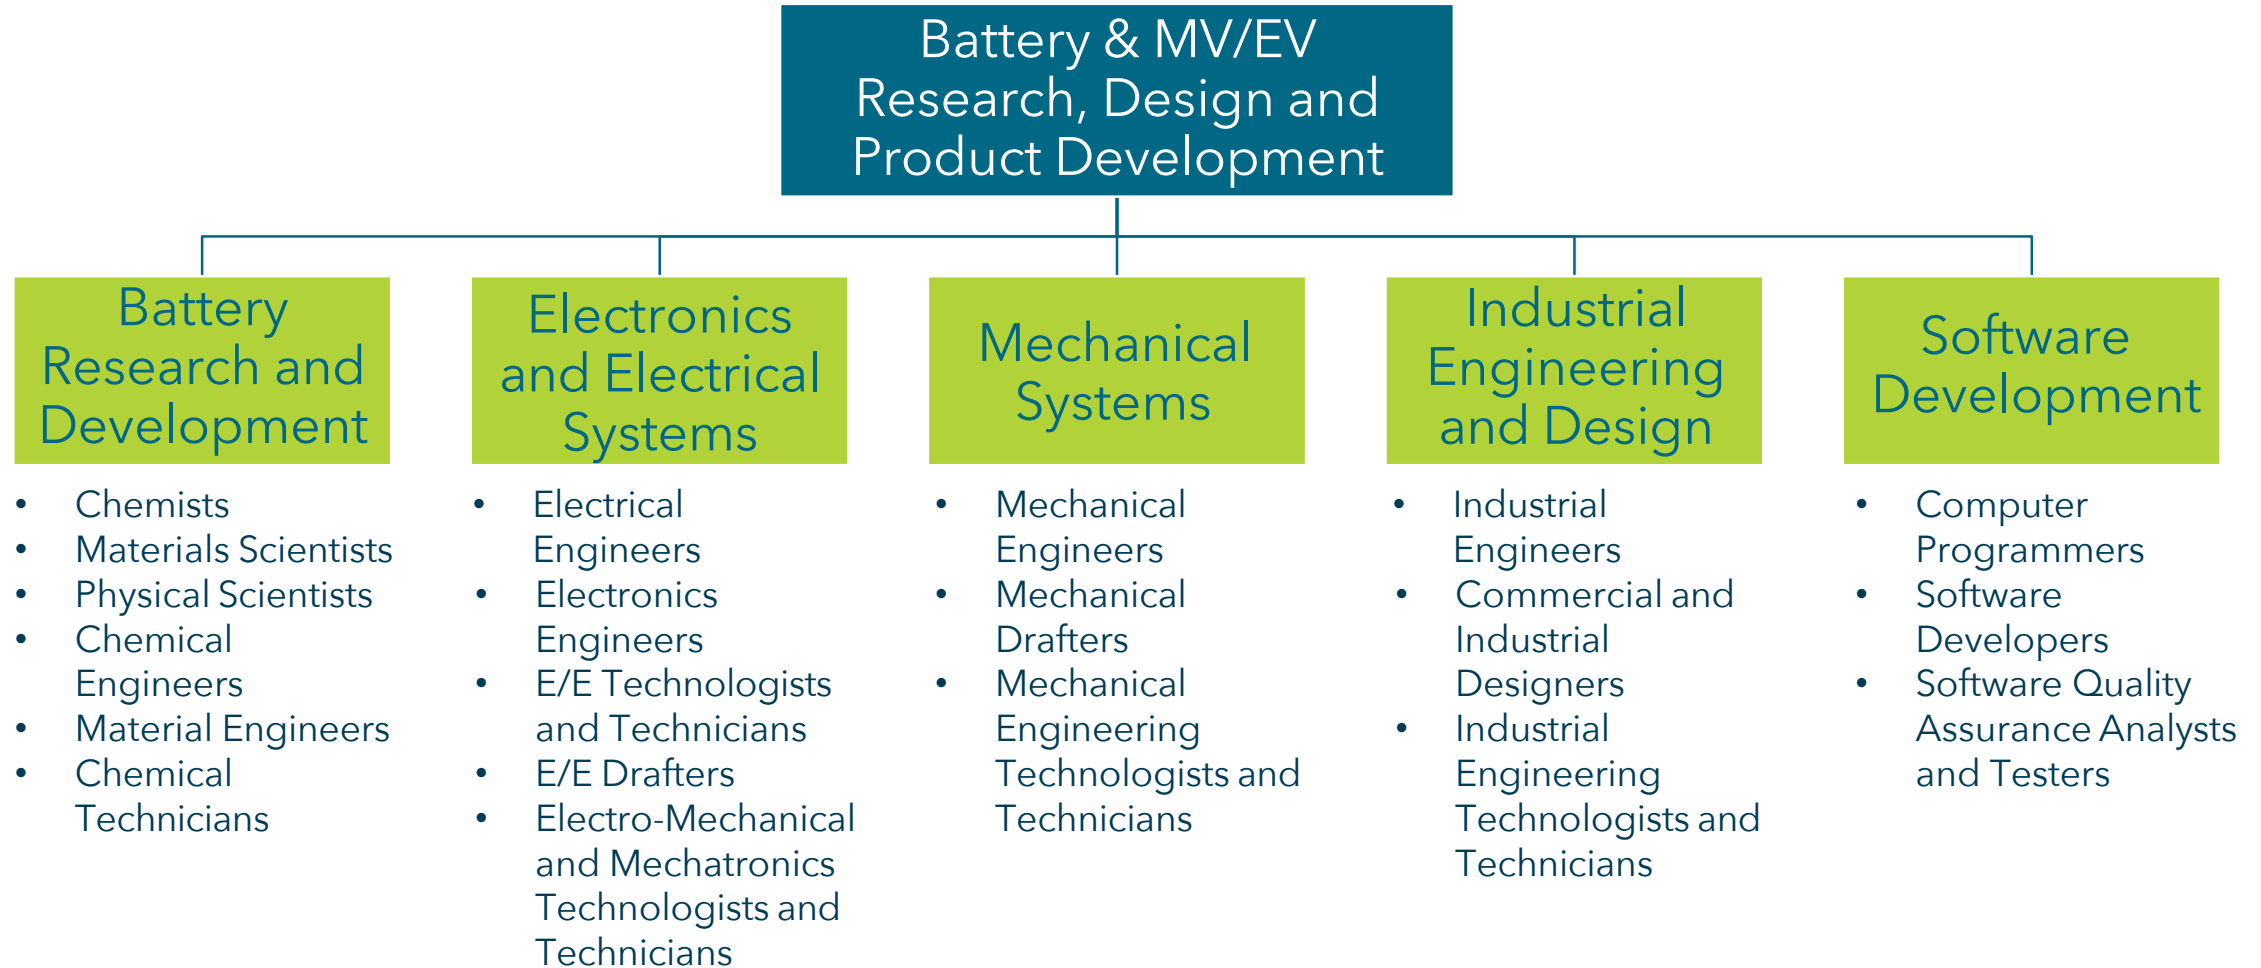 Battery & MV/EV
Research, Design and
Product Development
Battery
Research and
Development
• Chemists
• Materials Scientists
• Physical Scientists
• Chemical
Engineers
• Material Engineers
• Chemical
Technicians
Electronics
and Electrical
Systems
• Electrical
Engineers
• Electronics
Engineers
• E/E Technologists
and Technicians
• E/E Drafters
• Electro-Mechanical
and Mechatronics
Technologists and
Technicians
Mechanical
Systems
• Mechanical
Engineers
• Mechanical
Drafters
• Mechanical
Engineering
Technologists and
Technicians
Industrial
Engineering
and Design
• Industrial
Engineers
• Commercial and
Industrial
Designers
• Industrial
Engineering
Technologists and
Technicians
Software
Development
• Computer
Programmers
• Software
Developers
• Software Quality
Assurance Analysts
and Testers